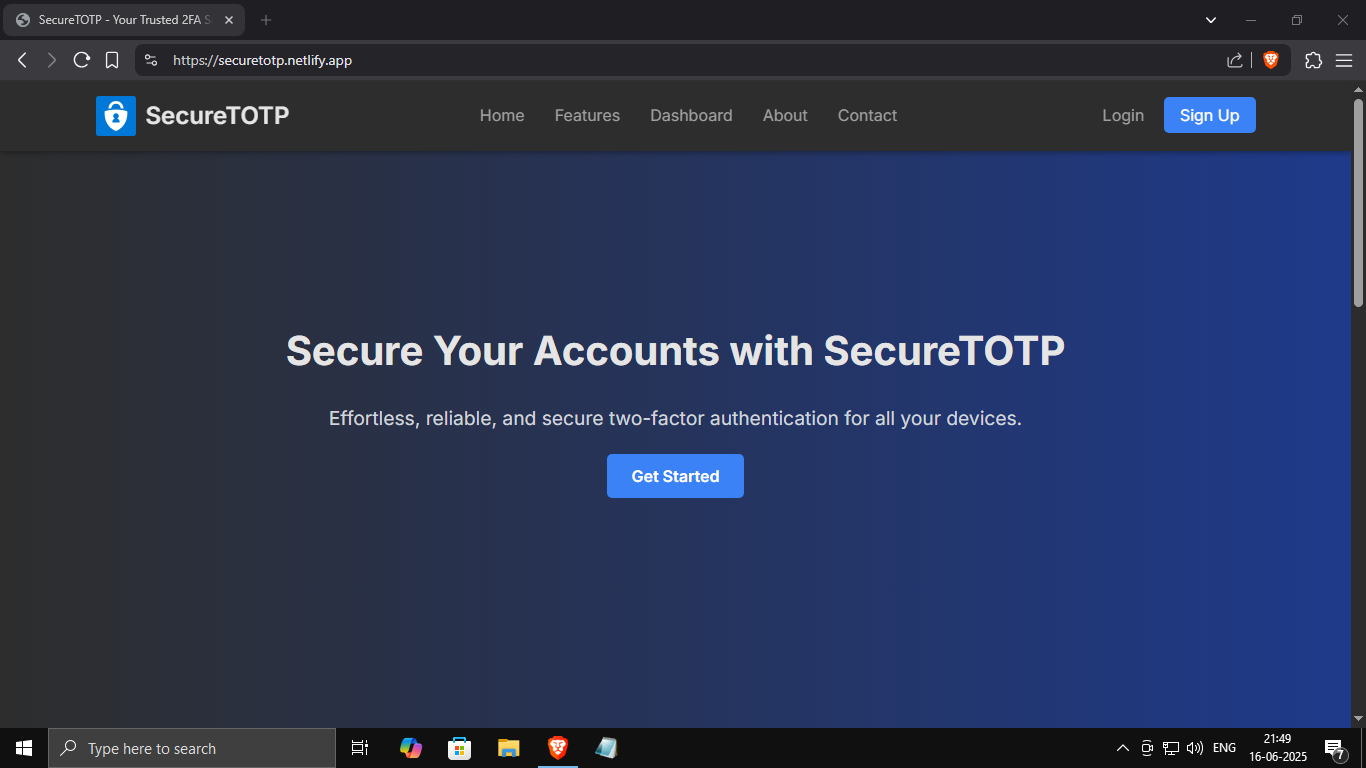 SecureTOTP - Your Trusted 2FA S
https://securetotp.netlify.app
SecureTOTP
Home Features Dashboard About Contact
Login Sign Up
Secure Your Accounts with SecureTOTP
Effortless, reliable, and secure two-factor authentication for all your devices.
Get Started
Type here to search
ENG
21:49
16-06-2025
7